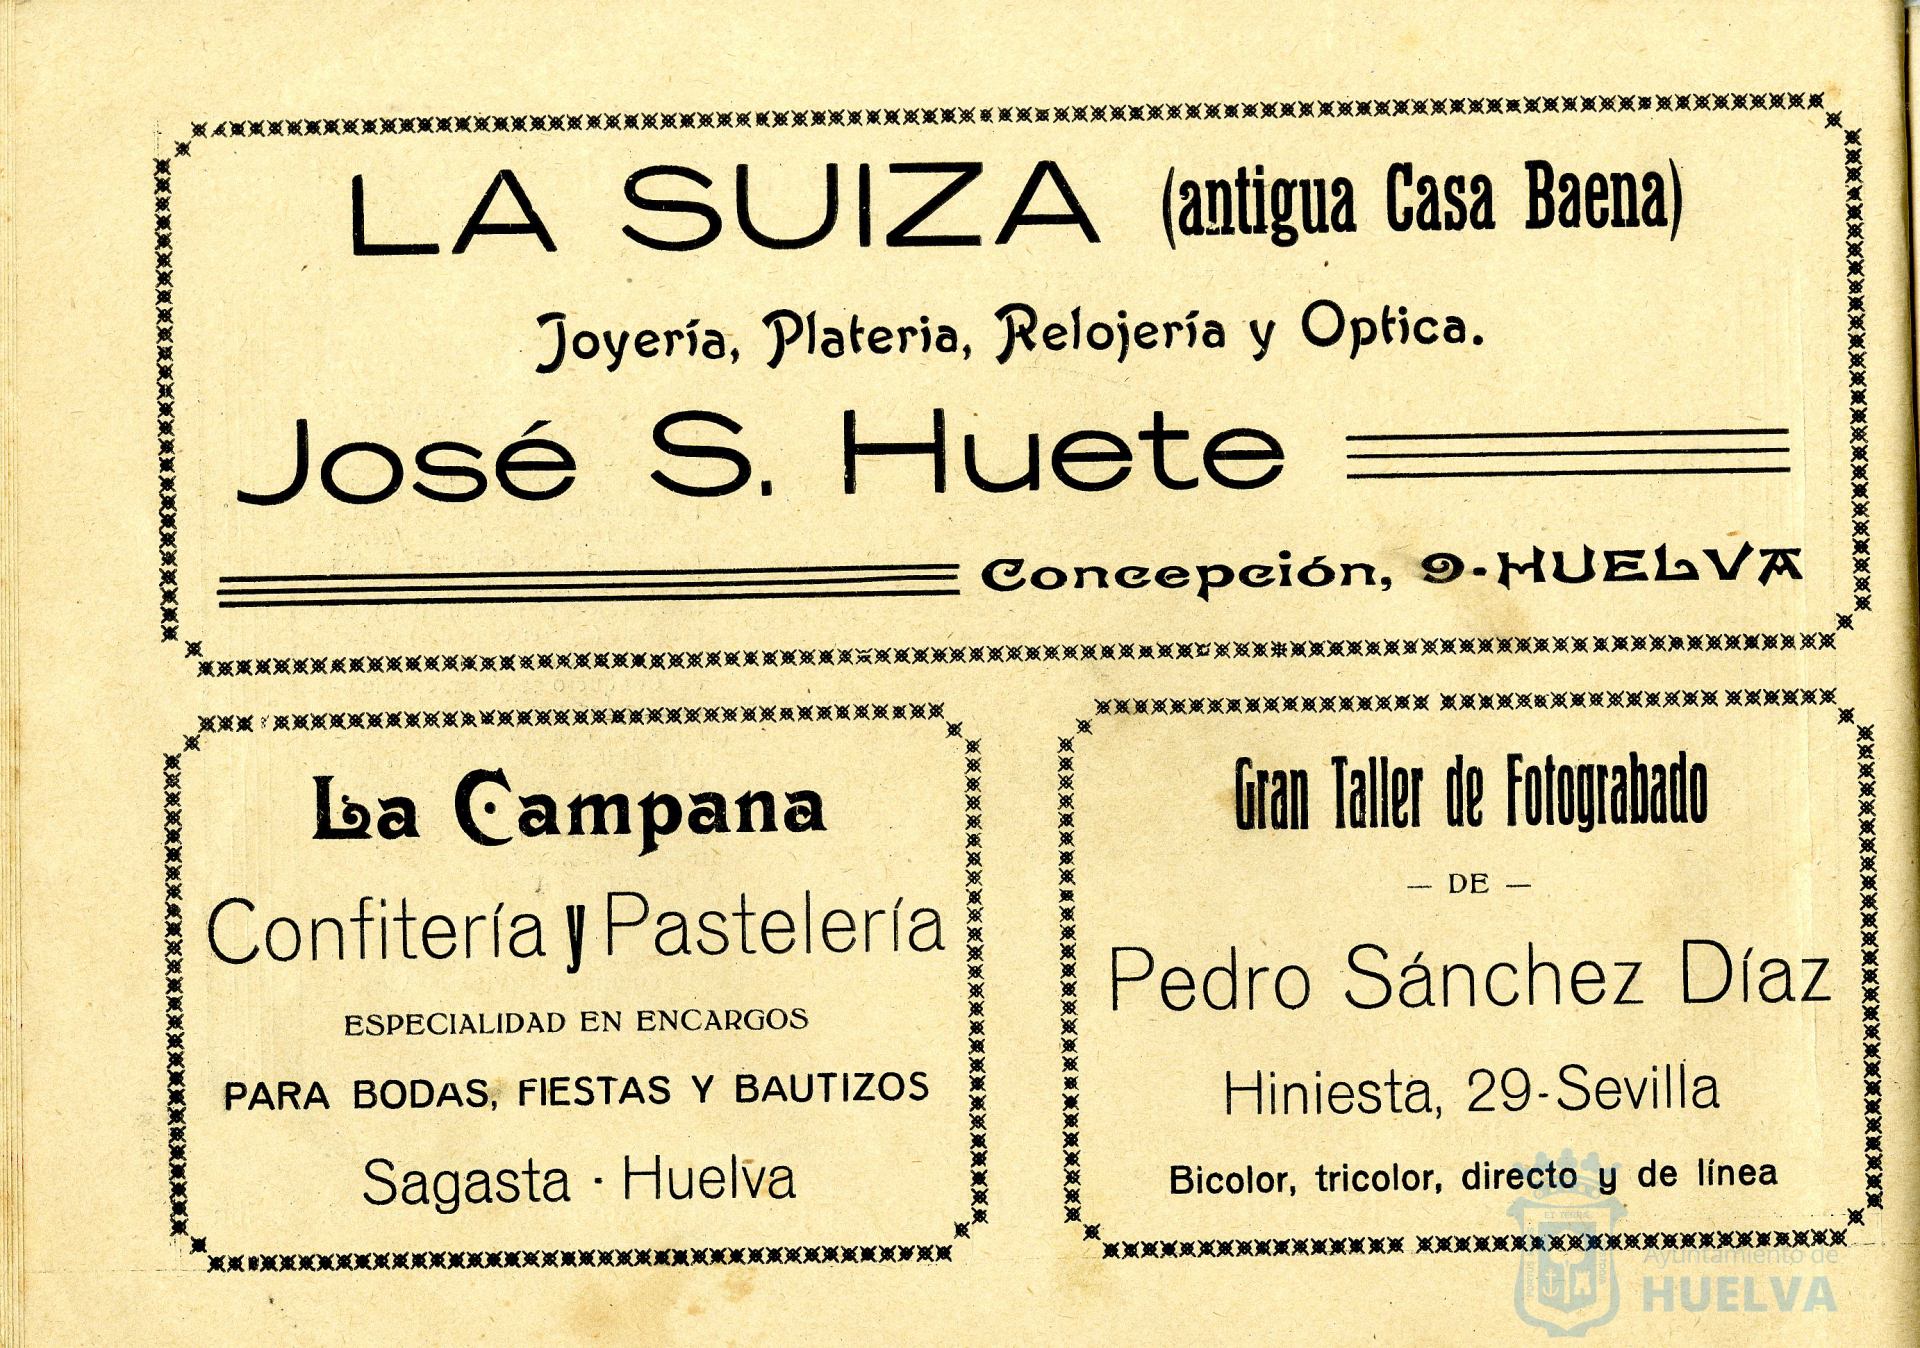 LA SUIZA (antigua Casa Baena)
Joyería, Plateria, Relojería y Optica.
José S. Huete
Concepción, 9-HUELVA
La Campana
Confitería y Pastelería
ESPECIALIDAD EN ENCARGOS
PARA BODAS, FIESTAS Y BAUTIZOS
Sagasta · Huelva
Gran Taller de Fotograbado
— DE —
Pedro Sánchez Díaz
Hiniesta, 29-Sevilla
Bicolor, tricolor, directo y de línea
Ayuntamiento de
HUELVA